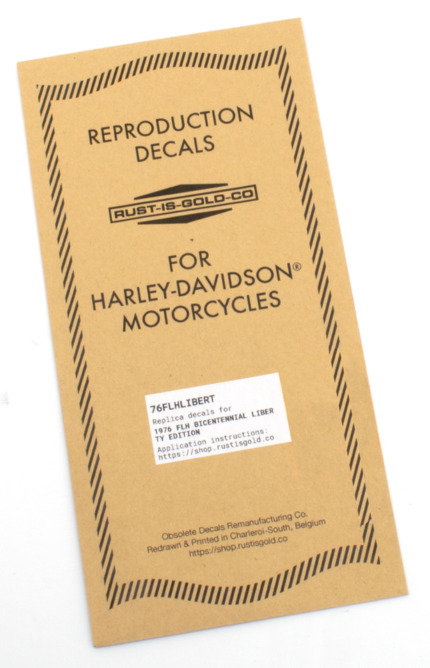 REPRODUCTION
DECALS
RUST-IS-GOLD-CO
FOR
HARLEY-DAVIDSON®
MOTORCYCLES
76FLHLIBERT
Replica decals for
1976 FLH BICENTENNIAL LIBER
TY EDITION
Application instructions:
https://shop.rustisgold.co
Obsolete Decals Remanufacturing Co.
Redrawn & Printed in Charleroi-South, Belgium
https://shop.rustisgold.co